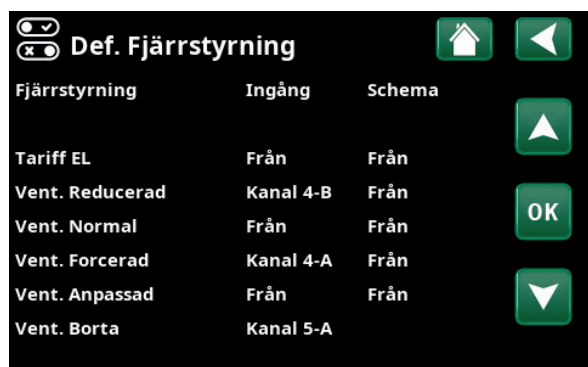 Def. Fjärrstyrning
Fjärrstyrning Ingång Schema
Tariff EL Från Från
Vent. Reducerad Kanal 4-B Från
Vent. Normal Från Från
Vent. Forcerad Kanal 4-A Från
Vent. Anpassad Från Från
Vent. Borta Kanal 5-A
OK